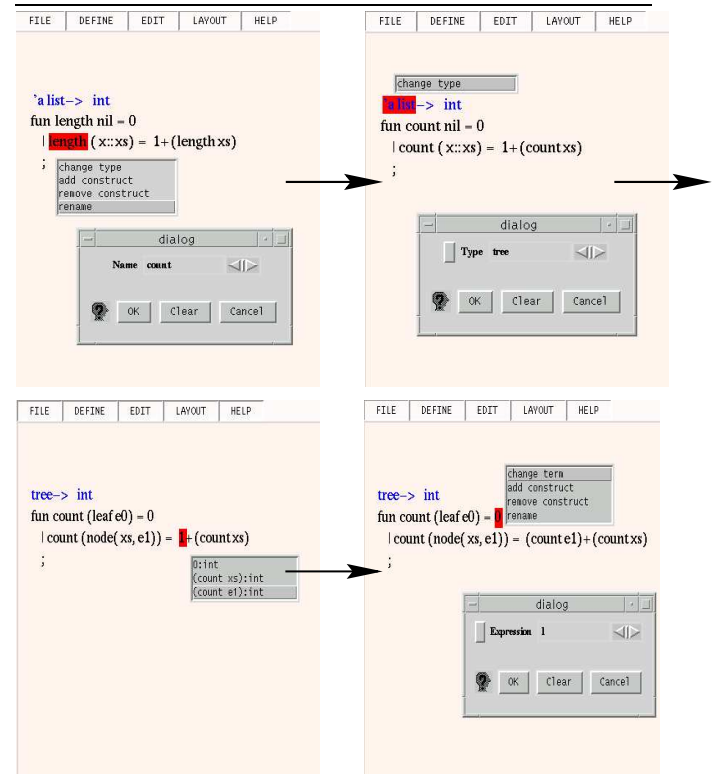 FILE DEFINE EDIT LAYOUT HELP
'a list–> int
fun length nil = 0
| length ( x::xs) = 1+(length xs)
;
change type
add construct
remove construct
rename
dialog
Name count
OK Clear Cancel
FILE DEFINE EDIT LAYOUT HELP
change type
'a list–> int
fun count nil = 0
| count ( x::xs) = 1+(count xs)
;
dialog
Type tree
OK Clear Cancel
FILE DEFINE EDIT LAYOUT HELP
tree–> int
fun count (leaf e0) = 0
| count (node( xs, e1)) = 1+(count xs)
;
0:int
(count xs):int
(count e1):int
FILE DEFINE EDIT LAYOUT HELP
change term
add construct
remove construct
rename
tree–> int
fun count (leaf e0) = 0
| count (node( xs, e1)) = (count e1)+(count xs)
;
dialog
Expression 1
OK Clear Cancel